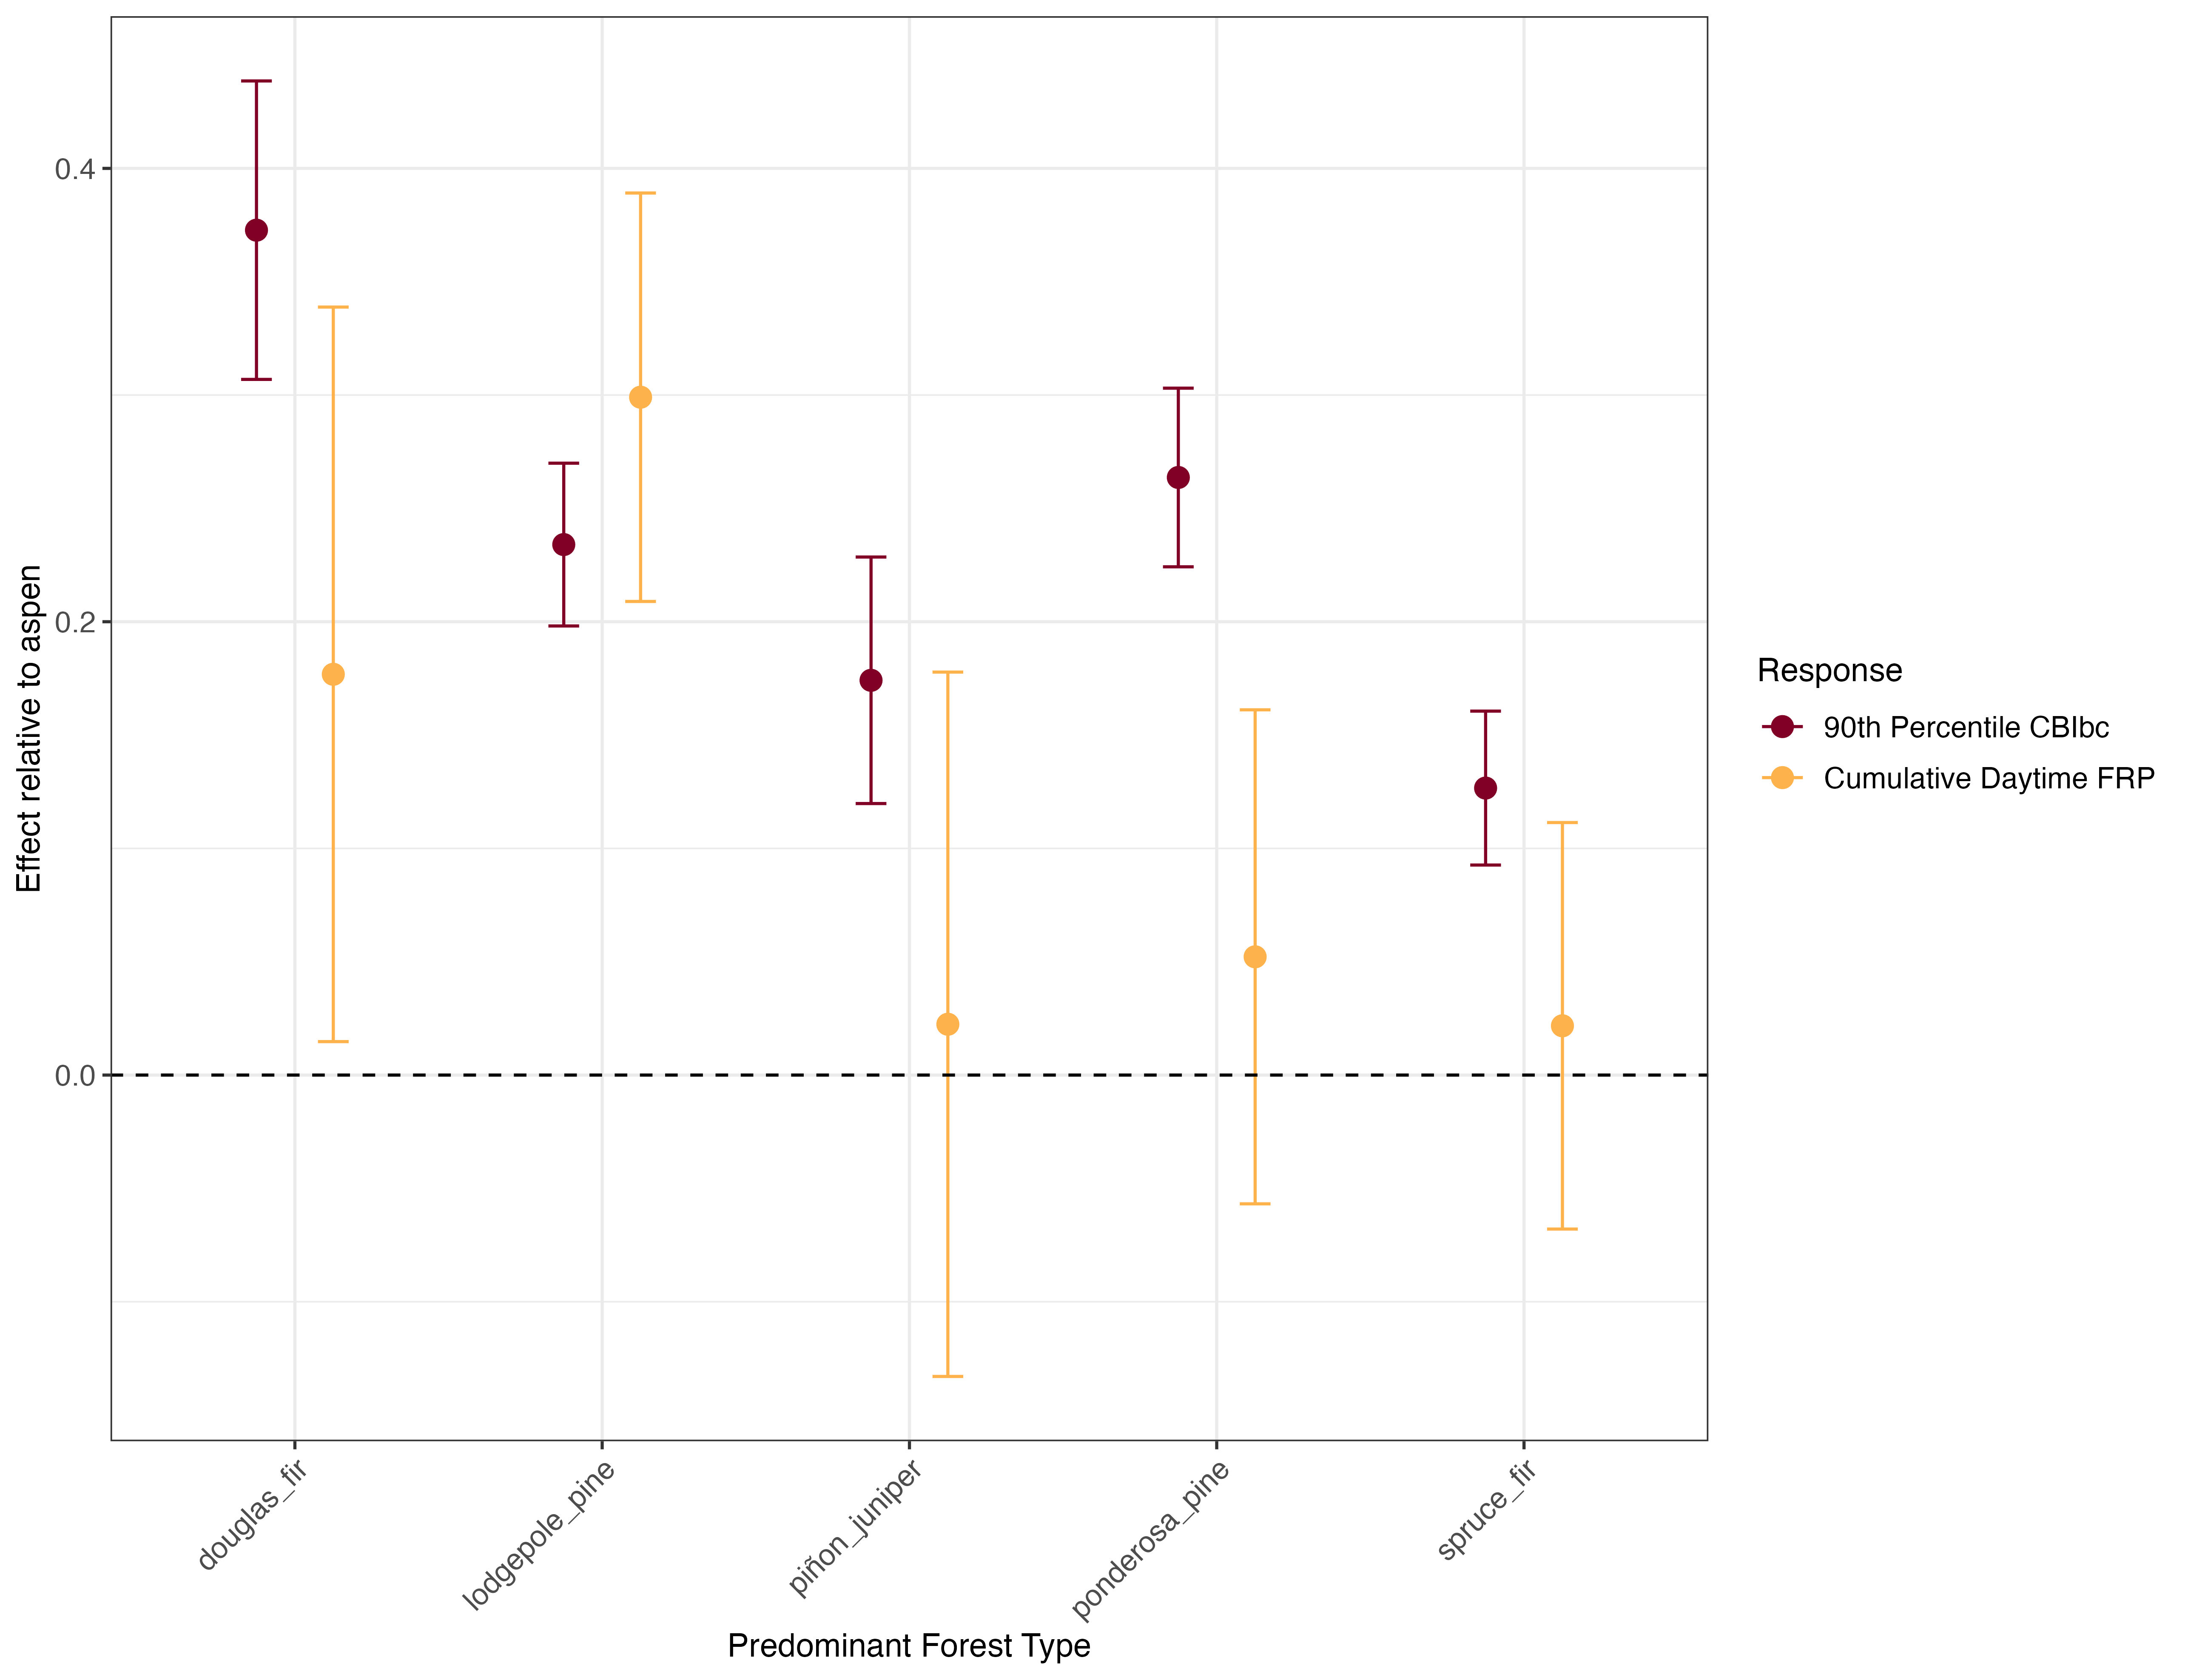 Effect relative to aspen
0.4
0.2
0.0
douglas_fir
lodgepole_pine
piñon_juniper
ponderosa_pine
spruce_fir
Predominant Forest Type
Response
90th Percentile CBIbc
Cumulative Daytime FRP